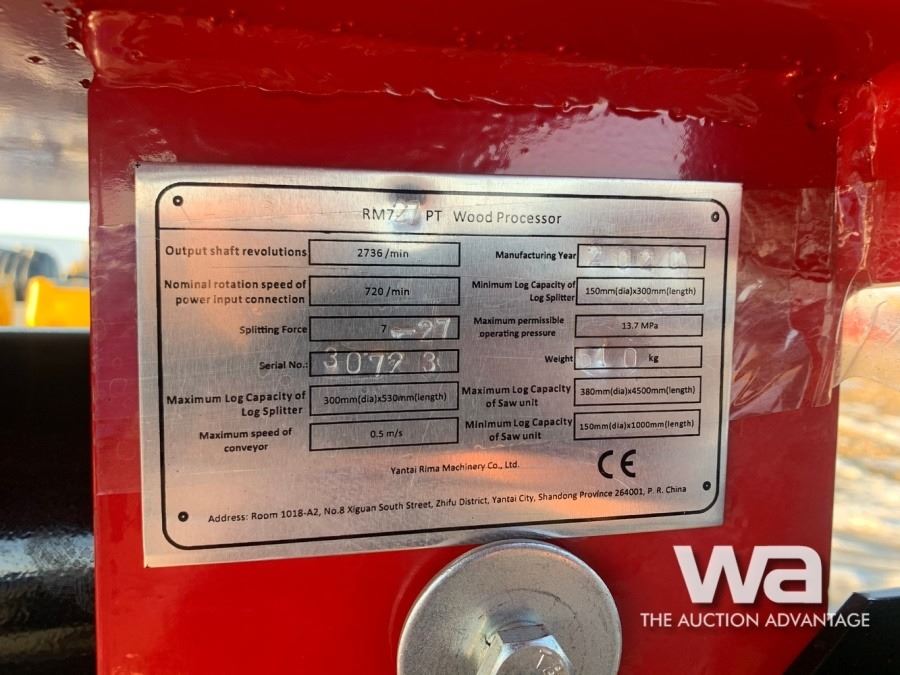 RM727 PT Wood Processor
Output shaft revolutions 2736/min
Manufacturing Year 2020
Nominal rotation speed of power input connection 720/min
Minimum Log Capacity of Log Splitter 150mm(dia)x300mm(length)
Splitting Force 7
Maximum permissible operating pressure 13.7 MPa
Serial No.: 30723
Weight kg
Maximum Log Capacity of Log Splitter 300mm(dia)x530mm(length)
Maximum Log Capacity of Saw unit 380mm(dia)x4500mm(length)
Maximum speed of conveyor 0.5 m/s
Minimum Log Capacity of Saw unit 150mm(dia)x1000mm(length)
Yantai Rima Machinery Co., Ltd.
CE
Address: Room 1018-A2, No.8 Xiguan South Street, Zhifu District, Yantai City, Shandong Province 264001, P. R. China
wa
THE AUCTION ADVANTAGE